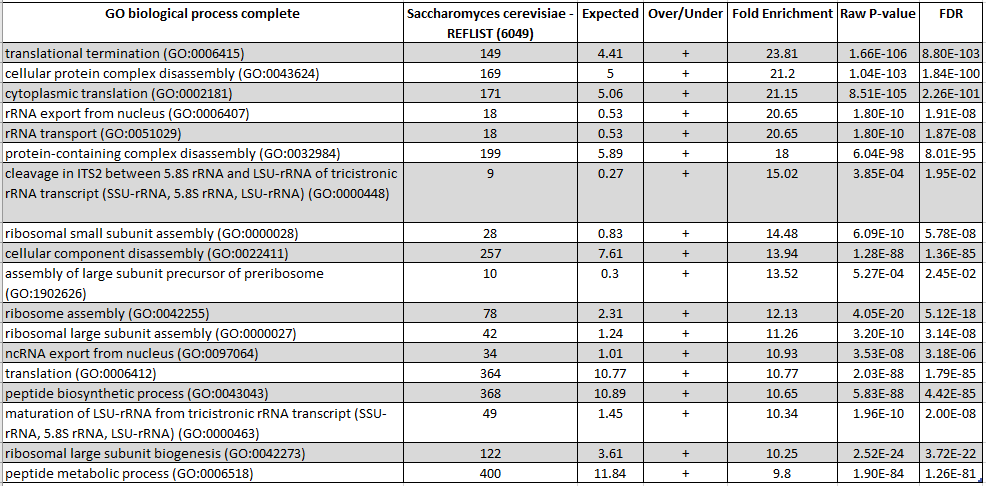 GO biological process complete Saccharomyces cerevisiae - REFLIST (6049) Expected Over/Under Fold Enrichment Raw P-value FDR
translational termination (GO:0006415) 149 4.41 + 23.81 1.66E-106 8.80E-103
cellular protein complex disassembly (GO:0043624) 169 5 + 21.2 1.04E-103 1.84E-100
cytoplasmic translation (GO:0002181) 171 5.06 + 21.15 8.51E-105 2.26E-101
rRNA export from nucleus (GO:0006407) 18 0.53 + 20.65 1.80E-10 1.91E-08
rRNA transport (GO:0051029) 18 0.53 + 20.65 1.80E-10 1.87E-08
protein-containing complex disassembly (GO:0032984) 199 5.89 + 18 6.04E-98 8.01E-95
cleavage in ITS2 between 5.8S rRNA and LSU-rRNA of tricistronic 9 0.27 + 15.02 3.85E-04 1.95E-02
rRNA transcript (SSU-rRNA, 5.8S rRNA, LSU-rRNA) (GO:0000448)
ribosomal small subunit assembly (GO:0000028) 28 0.83 + 14.48 6.09E-10 5.78E-08
cellular component disassembly (GO:0022411) 257 7.61 + 13.94 1.28E-88 1.36E-85
assembly of large subunit precursor of preribosome 10 0.3 + 13.52 5.27E-04 2.45E-02
(GO:1902626)
ribosome assembly (GO:0042255) 78 2.31 + 12.13 4.05E-20 5.12E-18
ribosomal large subunit assembly (GO:0000027) 42 1.24 + 11.26 3.20E-10 3.14E-08
ncRNA export from nucleus (GO:0097064) 34 1.01 + 10.93 3.53E-08 3.18E-06
translation (GO:0006412) 364 10.77 + 10.77 2.03E-88 1.79E-85
peptide biosynthetic process (GO:0043043) 368 10.89 + 10.65 5.83E-88 4.42E-85
maturation of LSU-rRNA from tricistronic rRNA transcript (SSU- 49 1.45 + 10.34 1.96E-10 2.00E-08
rRNA, 5.8S rRNA, LSU-rRNA) (GO:0000463)
ribosomal large subunit biogenesis (GO:0042273) 122 3.61 + 10.25 2.52E-24 3.72E-22
peptide metabolic process (GO:0006518) 400 11.84 + 9.8 1.90E-84 1.26E-81